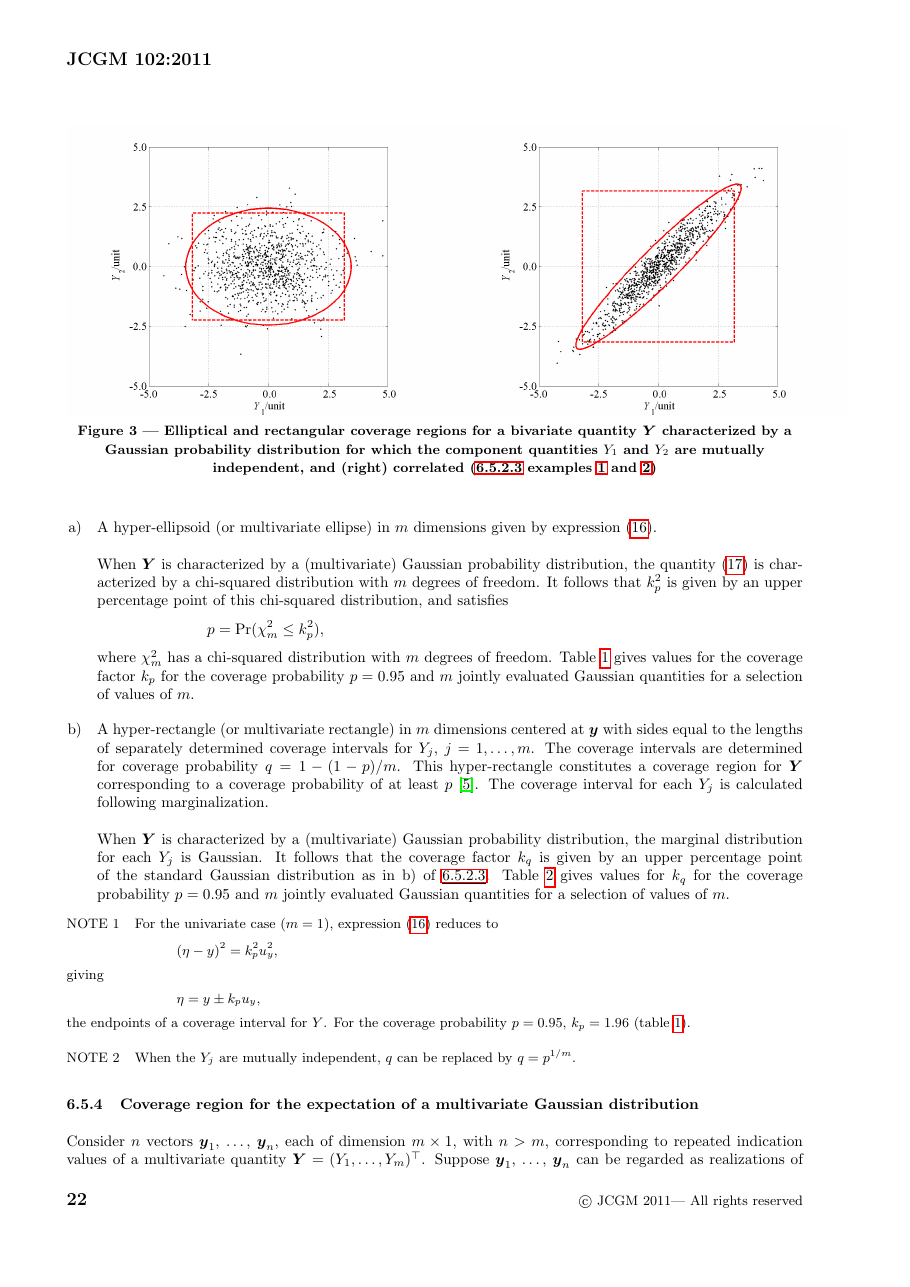 JCGM 102:2011
5.0
2.5
0.0
-2.5
-5.0
-5.0 -2.5 0.0 2.5 5.0
Y2/unit
Y1/unit
5.0
2.5
0.0
-2.5
-5.0
-5.0 -2.5 0.0 2.5 5.0
Y2/unit
Y1/unit
Figure 3 — Elliptical and rectangular coverage regions for a bivariate quantity Y characterized by a
Gaussian probability distribution for which the component quantities Y₁ and Y₂ are mutually
independent, and (right) correlated (6.5.2.3 examples 1 and 2)
a) A hyper-ellipsoid (or multivariate ellipse) in m dimensions given by expression (16).
When Y is characterized by a (multivariate) Gaussian probability distribution, the quantity (17) is char-
acterized by a chi-squared distribution with m degrees of freedom. It follows that k_p^2 is given by an upper
percentage point of this chi-squared distribution, and satisfies
p = Pr(χ_m^2 ≤ k_p^2),
where χ_m^2 has a chi-squared distribution with m degrees of freedom. Table 1 gives values for the coverage
factor k_p for the coverage probability p = 0.95 and m jointly evaluated Gaussian quantities for a selection
of values of m.
b) A hyper-rectangle (or multivariate rectangle) in m dimensions centered at y with sides equal to the lengths
of separately determined coverage intervals for Y_j, j = 1, . . . , m. The coverage intervals are determined
for coverage probability q = 1 − (1 − p)/m. This hyper-rectangle constitutes a coverage region for Y
corresponding to a coverage probability of at least p [5]. The coverage interval for each Y_j is calculated
following marginalization.
When Y is characterized by a (multivariate) Gaussian probability distribution, the marginal distribution
for each Y_j is Gaussian. It follows that the coverage factor k_q is given by an upper percentage point
of the standard Gaussian distribution as in b) of 6.5.2.3. Table 2 gives values for k_q for the coverage
probability p = 0.95 and m jointly evaluated Gaussian quantities for a selection of values of m.
NOTE 1 For the univariate case (m = 1), expression (16) reduces to
(η − y)^2 = k_p^2 u_y^2,
giving
η = y ± k_p u_y,
the endpoints of a coverage interval for Y. For the coverage probability p = 0.95, k_p = 1.96 (table 1).
NOTE 2 When the Y_j are mutually independent, q can be replaced by q = p^{1/m}.
6.5.4 Coverage region for the expectation of a multivariate Gaussian distribution
Consider n vectors y₁, . . . , y_n, each of dimension m × 1, with n > m, corresponding to repeated indication
values of a multivariate quantity Y = (Y₁, . . . , Y_m)^⊤. Suppose y₁, . . . , y_n can be regarded as realizations of
22
© JCGM 2011— All rights reserved